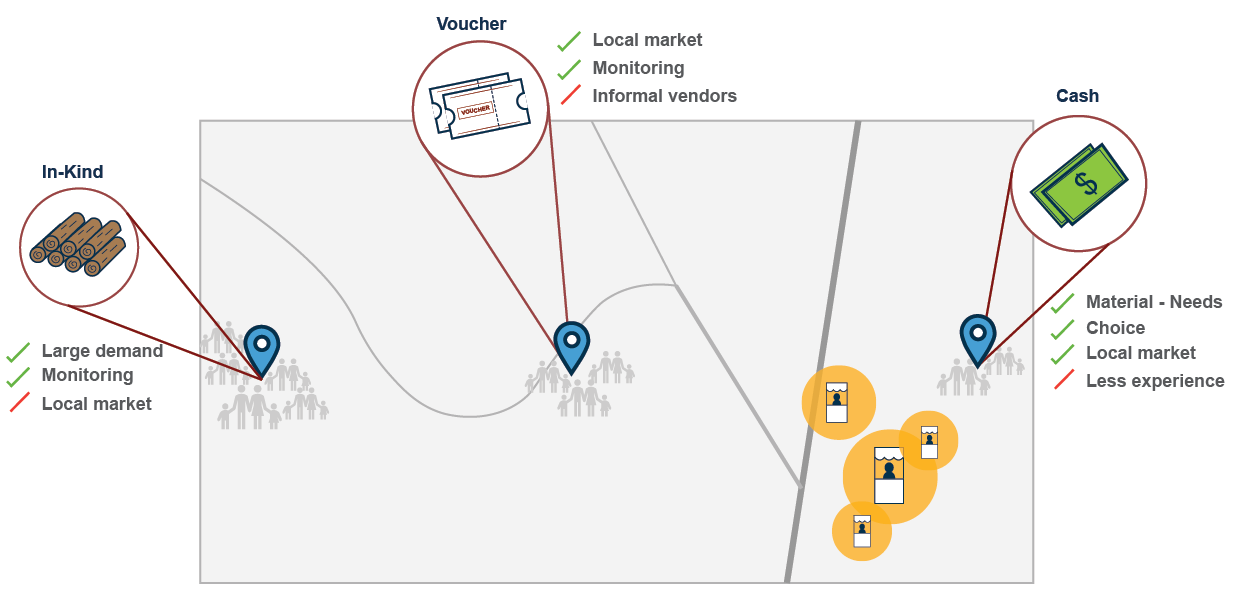 Voucher
Local market
Monitoring
Informal vendors
VOUCHER
Cash
$
In-Kind
Large demand
Monitoring
Local market
Material - Needs
Choice
Local market
Less experience